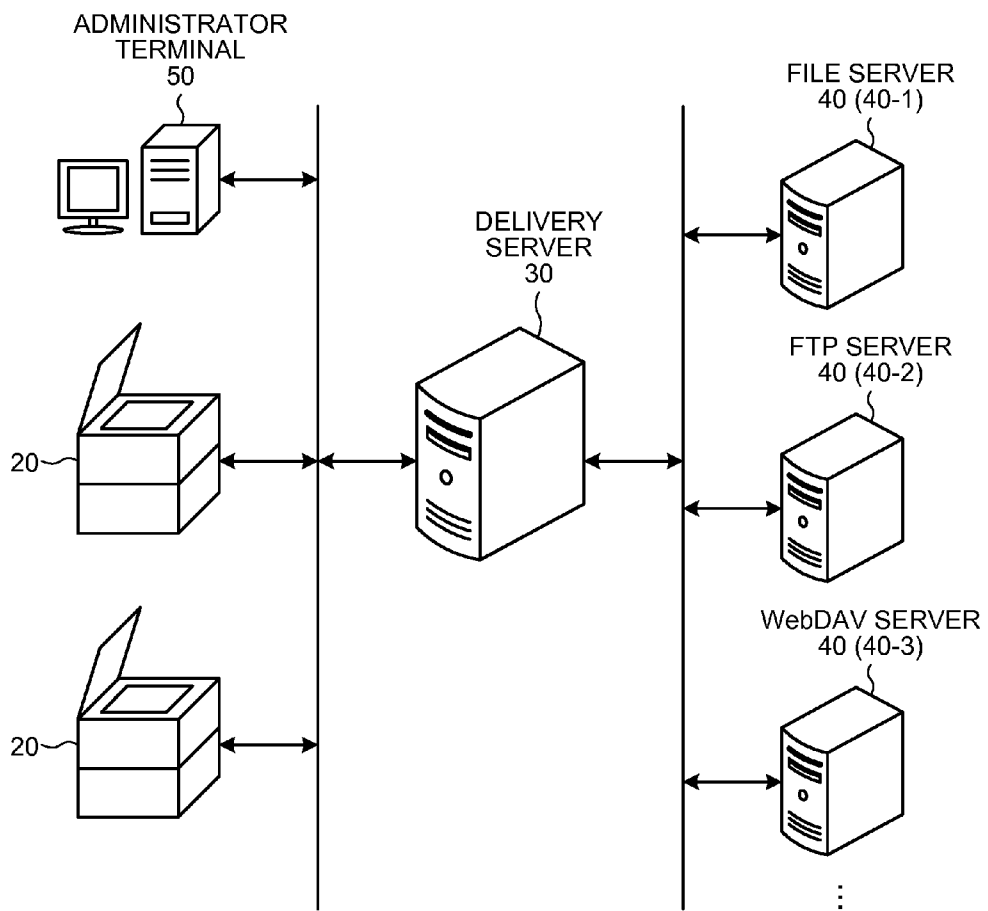 ADMINISTRATOR
TERMINAL
50
FILE SERVER
40 (40-1)
DELIVERY
SERVER
30
FTP SERVER
40 (40-2)
20
WebDAV SERVER
40 (40-3)
20
⋮